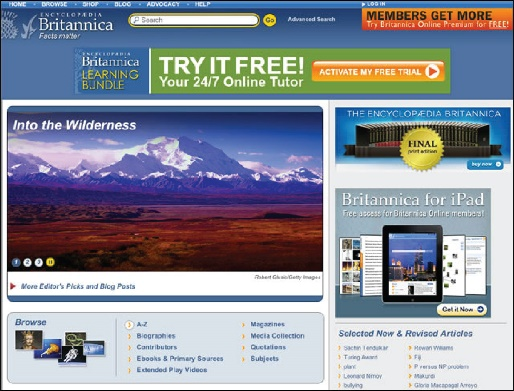 HOME BROWSE SHOP BLOG ADVOCACY HELP
LOG IN
ENCYCLOPÆDIA
Britannica
Facts matter
Search
Go
Advanced Search
MEMBERS GET MORE
Try Britannica Online Premium for FREE!
ENCYCLOPÆDIA
Britannica
LEARNING
BUNDLE
TRY IT FREE!
Your 24/7 Online Tutor
ACTIVATE MY FREE TRIAL
Into the Wilderness
1 2 3
Robert Glusic/Getty Images
More Editor's Picks and Blog Posts
THE ENCYCLOPÆDIA BRITANNICA
FINAL
print edition
buy now
Britannica for iPad
Free access for Britannica Online members!
Get it Now
Browse
A-Z
Biographies
Contributors
Ebooks & Primary Sources
Extended Play Videos
Magazines
Media Collection
Quotations
Subjects
Selected New & Revised Articles
Sachin Tendulkar
Turing Award
plant
Leonard Nimoy
bullying
Rowan Williams
Fiji
P versus NP problem
Makurdi
Gloria Macapagal Arroyo